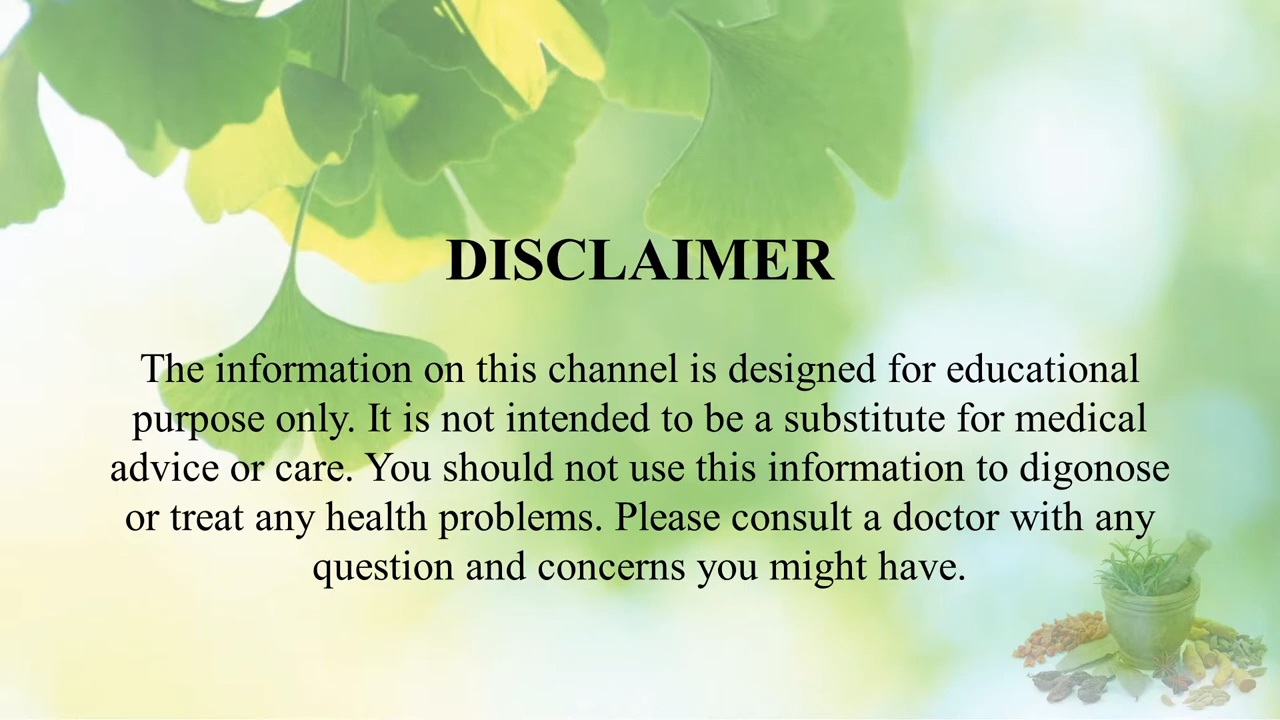 DISCLAIMER
The information on this channel is designed for educational
purpose only. It is not intended to be a substitute for medical
advice or care. You should not use this information to digonose
or treat any health problems. Please consult a doctor with any
question and concerns you might have.